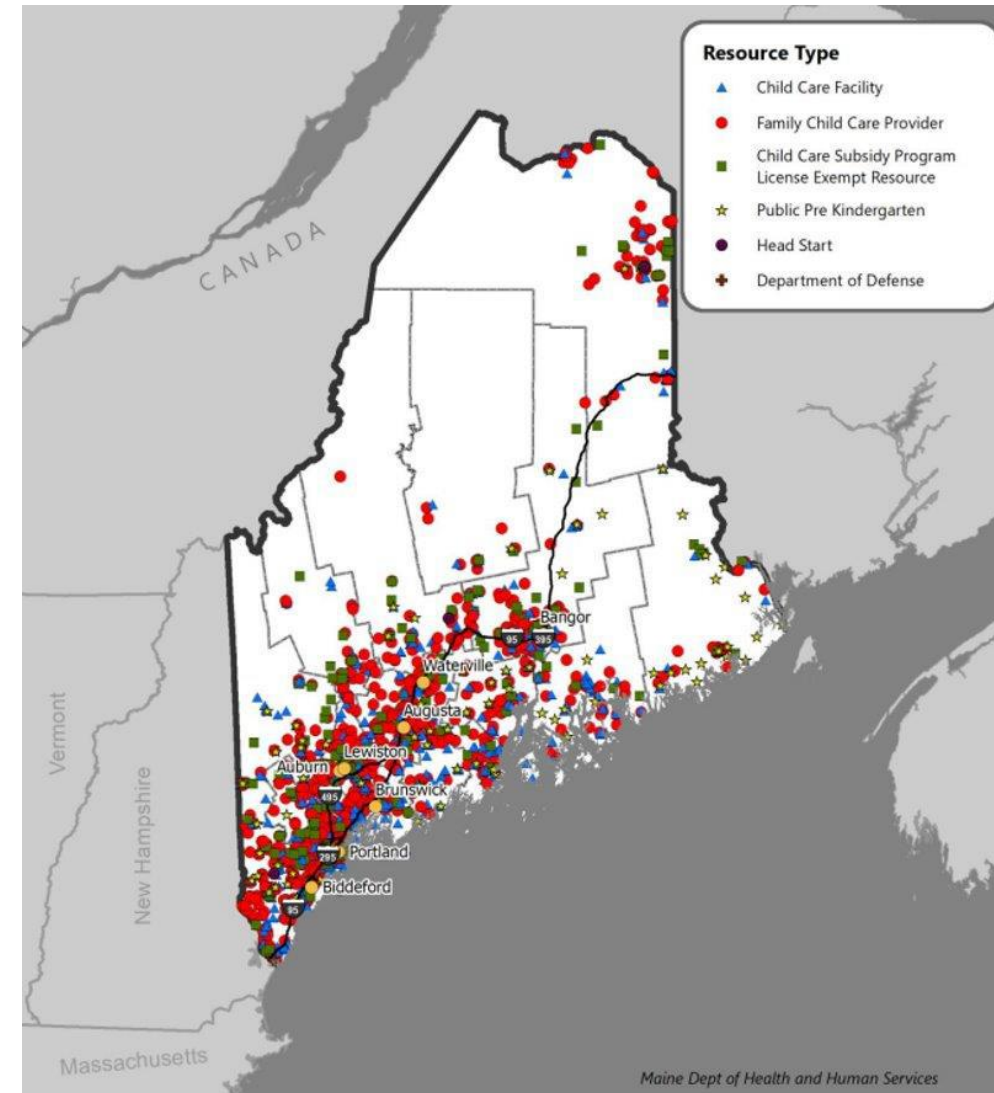 Resource Type
Child Care Facility
Family Child Care Provider
Child Care Subsidy Program
License Exempt Resource
Public Pre Kindergarten
Head Start
Department of Defense
CANADA
Bangor
95
395
Waterville
Augusta
Lewiston
Auburn
Brunswick
495
Portland
295
Biddeford
95
Vermont
New Hampshire
Massachusetts
Maine Dept of Health and Human Services